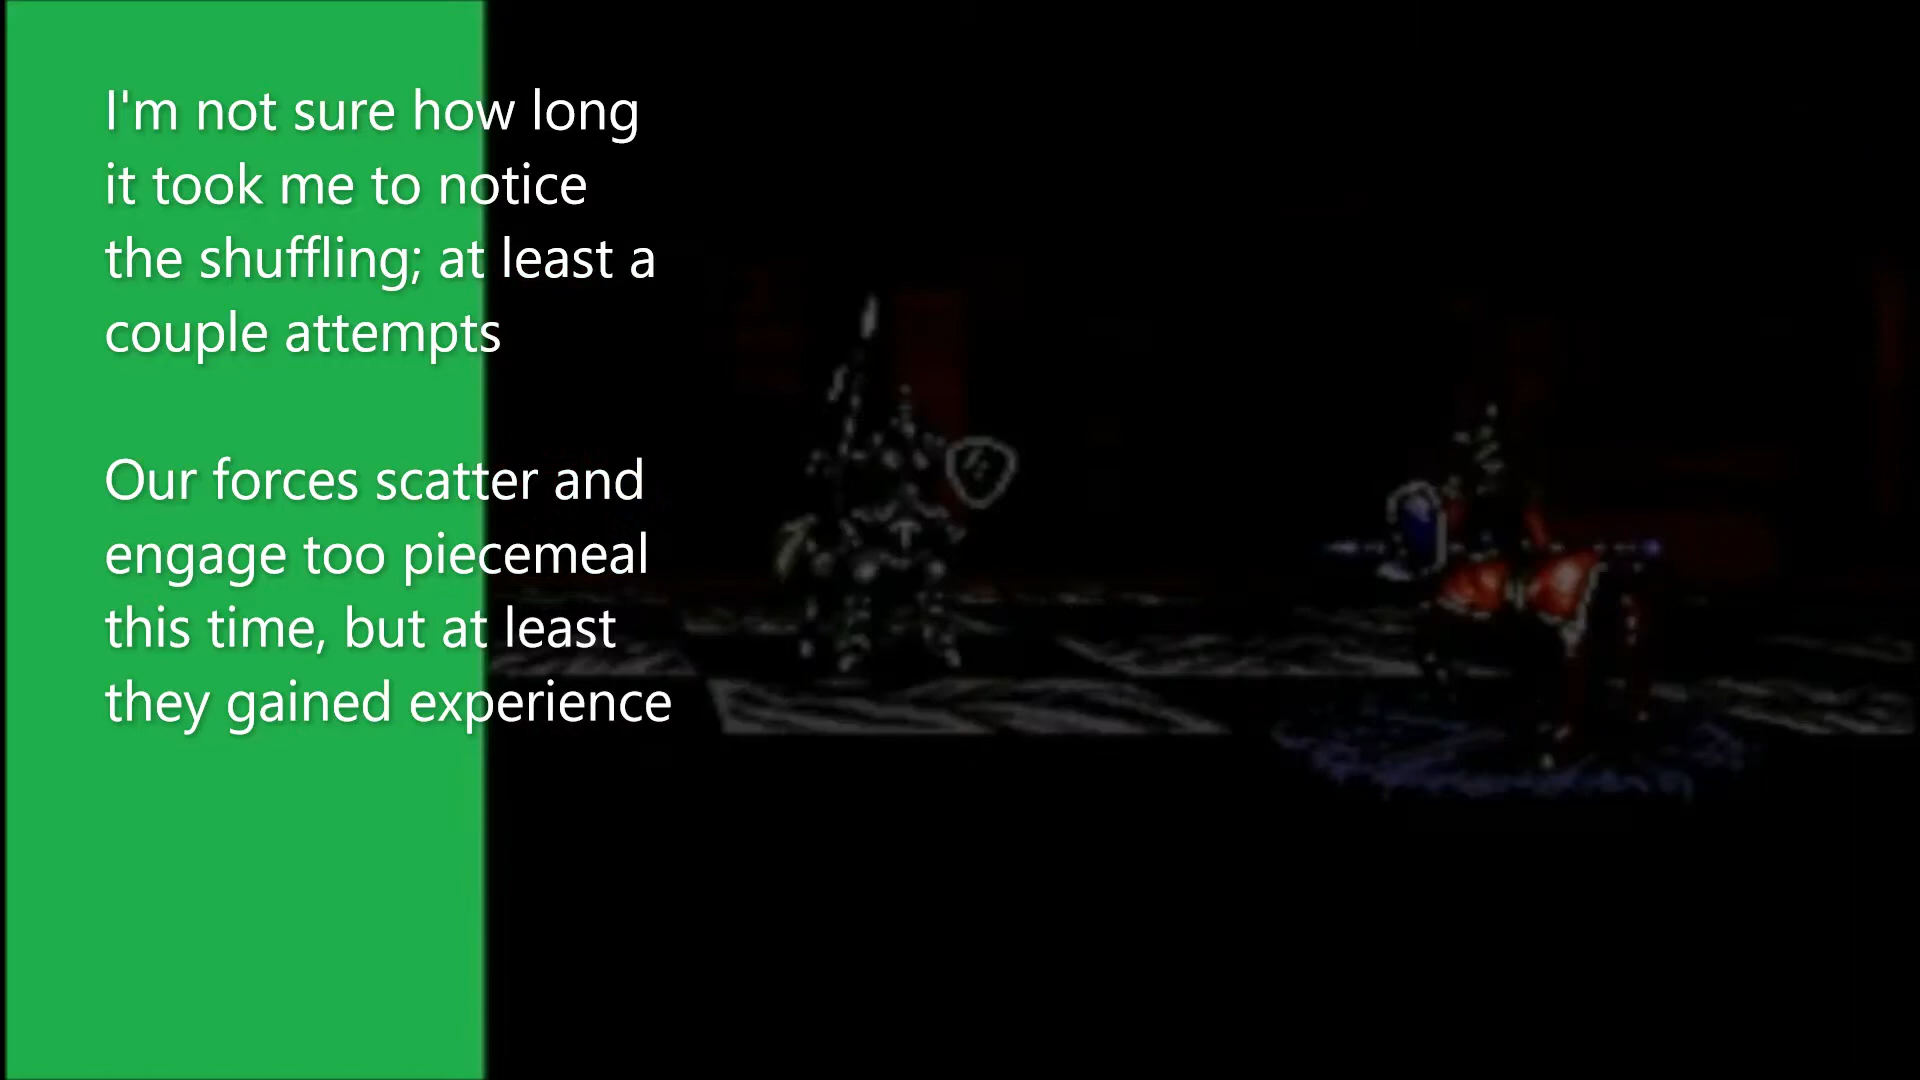 I'm not sure how long
it took me to notice
the shuffling; at least a
couple attempts
Our forces scatter and
engage too piecemeal
this time, but at least
they gained experience